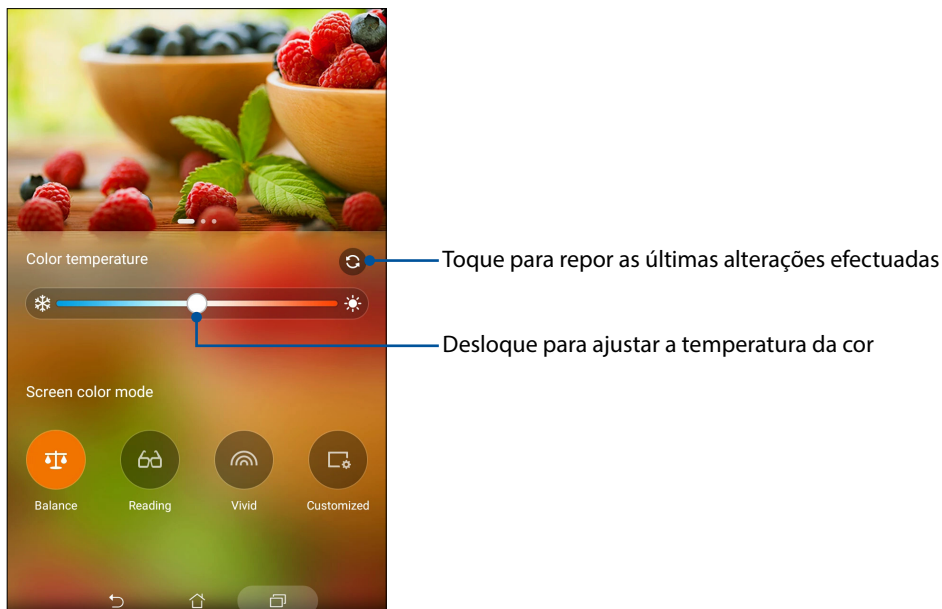 Color temperature
Toque para repor as últimas alterações efectuadas
Desloque para ajustar a temperatura da cor
Screen color mode
Balance
Reading
Vivid
Customized